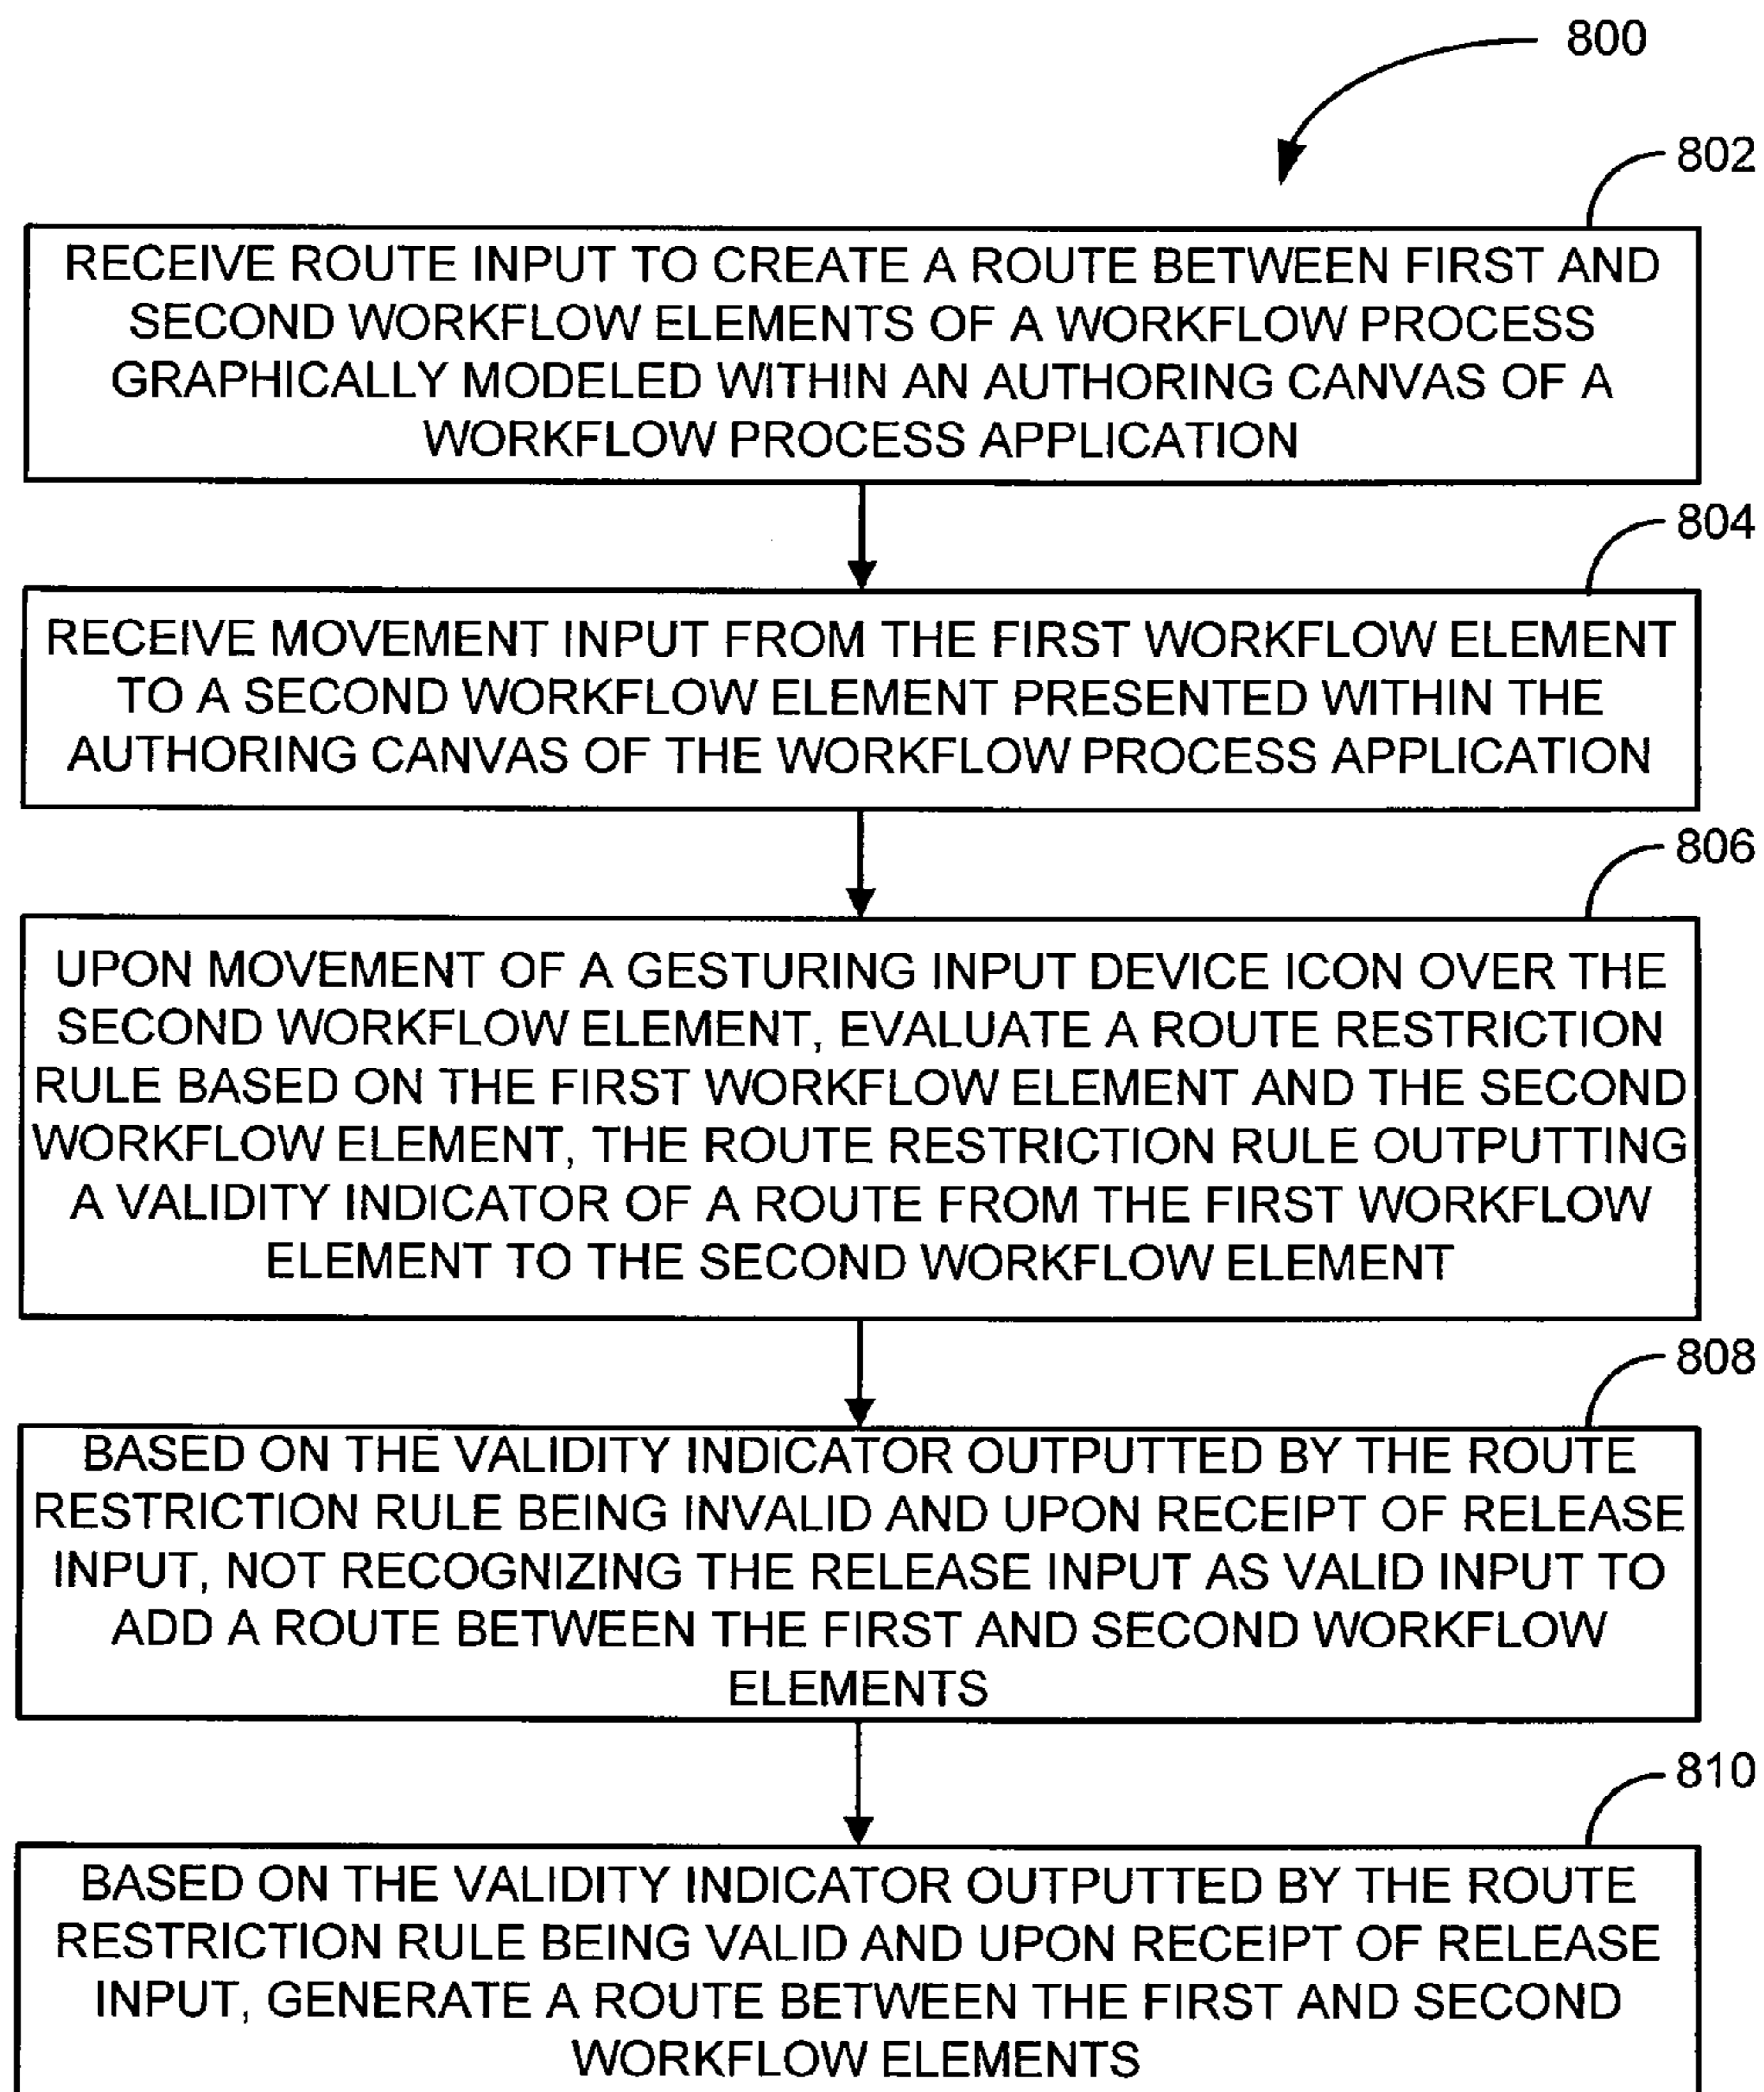 800
802
RECEIVE ROUTE INPUT TO CREATE A ROUTE BETWEEN FIRST AND
SECOND WORKFLOW ELEMENTS OF A WORKFLOW PROCESS
GRAPHICALLY MODELED WITHIN AN AUTHORING CANVAS OF A
WORKFLOW PROCESS APPLICATION
804
RECEIVE MOVEMENT INPUT FROM THE FIRST WORKFLOW ELEMENT
TO A SECOND WORKFLOW ELEMENT PRESENTED WITHIN THE
AUTHORING CANVAS OF THE WORKFLOW PROCESS APPLICATION
806
UPON MOVEMENT OF A GESTURING INPUT DEVICE ICON OVER THE
SECOND WORKFLOW ELEMENT, EVALUATE A ROUTE RESTRICTION
RULE BASED ON THE FIRST WORKFLOW ELEMENT AND THE SECOND
WORKFLOW ELEMENT, THE ROUTE RESTRICTION RULE OUTPUTTING
A VALIDITY INDICATOR OF A ROUTE FROM THE FIRST WORKFLOW
ELEMENT TO THE SECOND WORKFLOW ELEMENT
808
BASED ON THE VALIDITY INDICATOR OUTPUTTED BY THE ROUTE
RESTRICTION RULE BEING INVALID AND UPON RECEIPT OF RELEASE
INPUT, NOT RECOGNIZING THE RELEASE INPUT AS VALID INPUT TO
ADD A ROUTE BETWEEN THE FIRST AND SECOND WORKFLOW
ELEMENTS
810
BASED ON THE VALIDITY INDICATOR OUTPUTTED BY THE ROUTE
RESTRICTION RULE BEING VALID AND UPON RECEIPT OF RELEASE
INPUT, GENERATE A ROUTE BETWEEN THE FIRST AND SECOND
WORKFLOW ELEMENTS